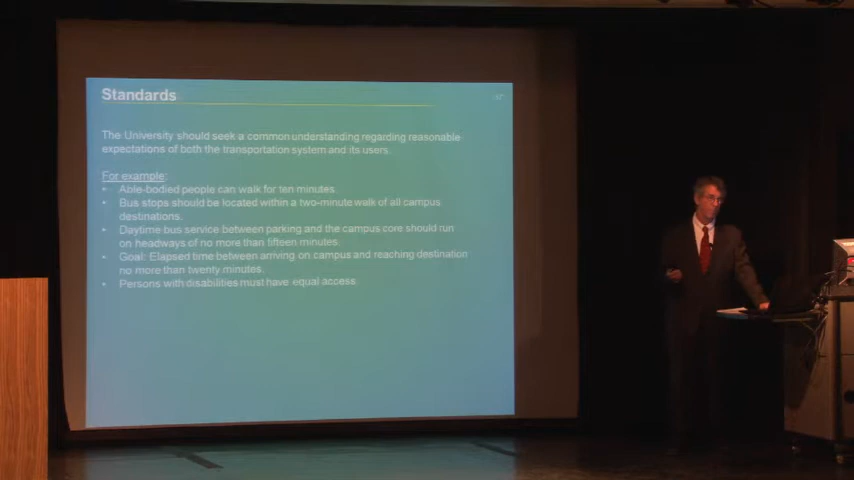 Standards
The University should seek a common understanding regarding reasonable
expectations of both the transportation system and its users.
For example:
• Able-bodied people can walk for ten minutes.
• Bus stops should be located within a two-minute walk of all campus
destinations.
• Daytime bus service between parking and the campus core should run
on headways of no more than fifteen minutes.
• Goal: Elapsed time between arriving on campus and reaching destination
no more than twenty minutes.
• Persons with disabilities must have equal access.